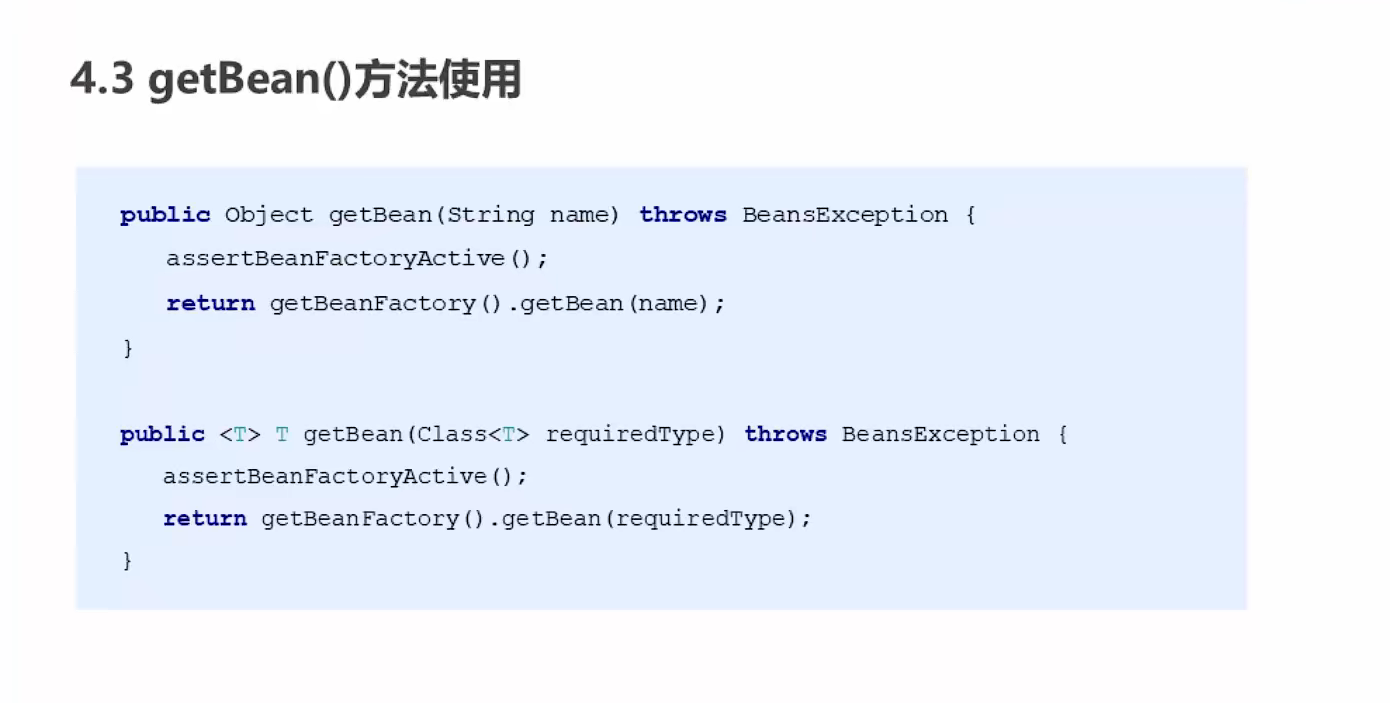 4.3 getBean()方法使用
public Object getBean(String name) throws BeansException {
assertBeanFactoryActive();
return getBeanFactory().getBean(name);
}
public <T> T getBean(Class<T> requiredType) throws BeansException {
assertBeanFactoryActive();
return getBeanFactory().getBean(requiredType);
}